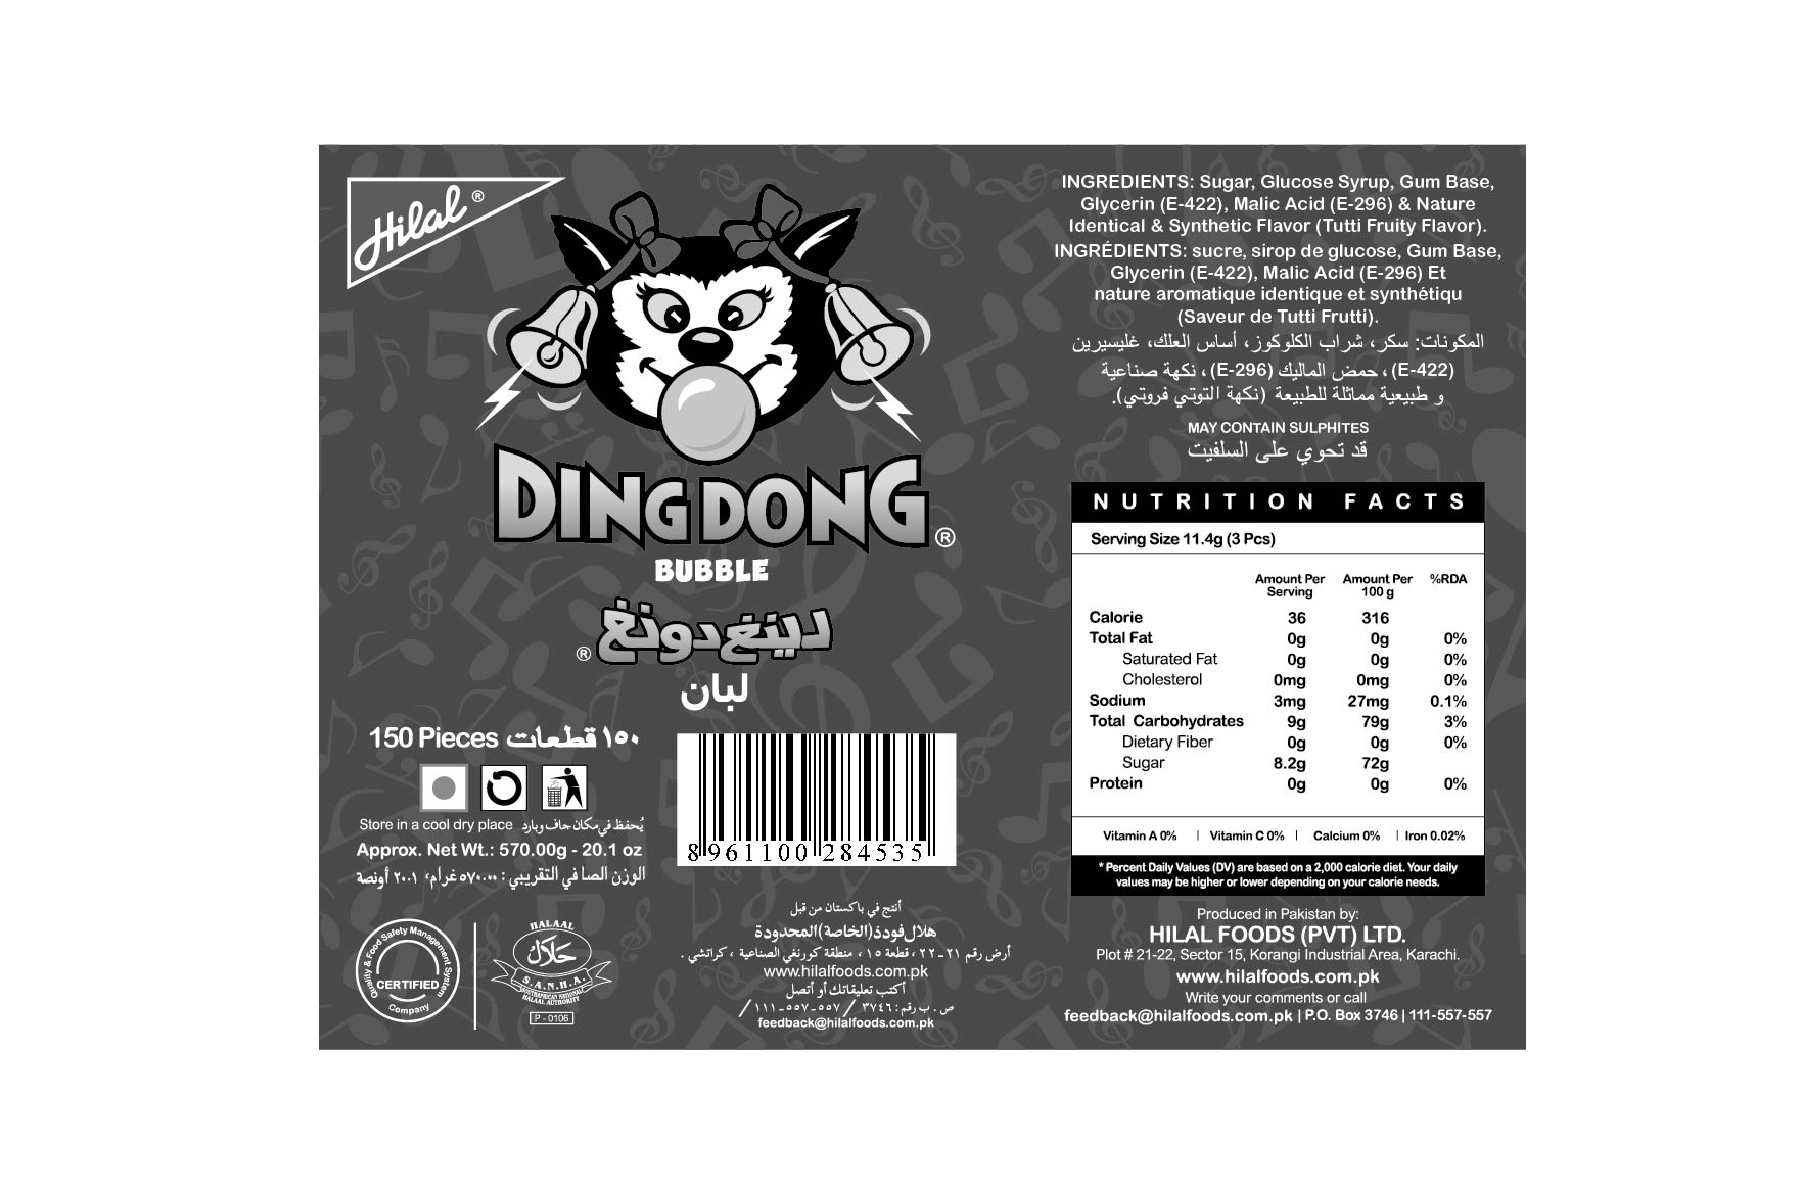 Hilal ®
DING DONG ®
BUBBLE
دينغ دونغ ®
لبان
150 Pieces ١٥٠ قطعات
Store in a cool dry place يُحفظ في مكان جاف وبارد
Approx. Net Wt.: 570.00g - 20.1 oz
الوزن الصافي التقريبي: ٥٧٠.٠٠ غرام، ٢٠.١ أونصة
Quality & Food Safety Management System
CERTIFIED
Company
HALAAL
حلال
S.A.N.H.A.
SOUTH AFRICAN NATIONAL
HALAAL AUTHORITY
P - 0106
8 961100 284535
أنتج في باكستان من قبل
هلال فودذ(الخاصة)المحدودة
أرض رقم ٢١ - ٢٢، قطعة ١٥، منطقة كورنغي الصناعية، كراتشي.
www.hilalfoods.com.pk
أكتب تعليقاتك أو أتصل
ص. ب رقم: ٣٧٤٦ / ١١١-٥٥٧-٥٥٧ /
feedback@hilalfoods.com.pk
INGREDIENTS: Sugar, Glucose Syrup, Gum Base,
Glycerin (E-422), Malic Acid (E-296) & Nature
Identical & Synthetic Flavor (Tutti Fruity Flavor).
INGRÉDIENTS: sucre, sirop de glucose, Gum Base,
Glycerin (E-422), Malic Acid (E-296) Et
nature aromatique identique et synthétiqu
(Saveur de Tutti Frutti).
المكونات: سكر، شراب الكلوكوز، أساس العلك، غليسيرين
(E-422)، حمض الماليك (E-296)، نكهة صناعية
و طبيعية مماثلة للطبيعة (نكهة التوتي فروتي).
MAY CONTAIN SULPHITES
قد تحوي على السلفيت
NUTRITION FACTS
Serving Size 11.4g (3 Pcs)
Amount Per Serving Amount Per 100 g %RDA
Calorie 36 316
Total Fat 0g 0g 0%
Saturated Fat 0g 0g 0%
Cholesterol 0mg 0mg 0%
Sodium 3mg 27mg 0.1%
Total Carbohydrates 9g 79g 3%
Dietary Fiber 0g 0g 0%
Sugar 8.2g 72g
Protein 0g 0g 0%
Vitamin A 0% | Vitamin C 0% | Calcium 0% | Iron 0.02%
* Percent Daily Values (DV) are based on a 2,000 calorie diet. Your daily
values may be higher or lower depending on your calorie needs.
Produced in Pakistan by:
HILAL FOODS (PVT) LTD.
Plot # 21-22, Sector 15, Korangi Industrial Area, Karachi.
www.hilalfoods.com.pk
Write your comments or call
feedback@hilalfoods.com.pk | P.O. Box 3746 | 111-557-557